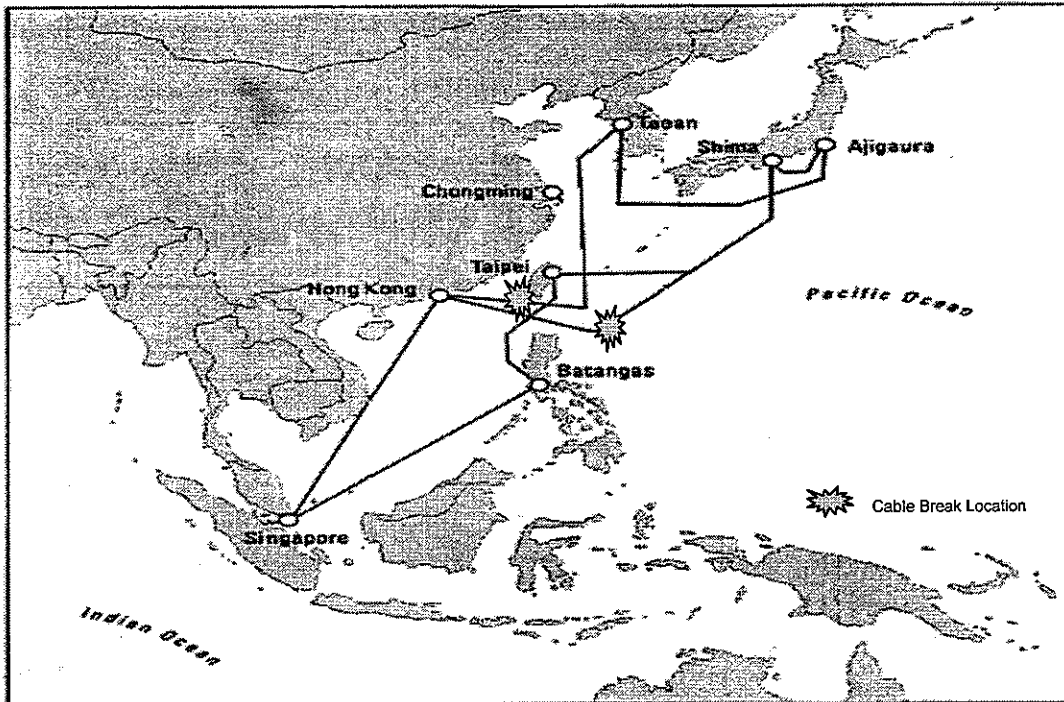 Taean
Shima
Ajigaura
Chongming
Taipei
Hong Kong
Pacific Ocean
Batangas
Cable Break Location
Singapore
Indian Ocean